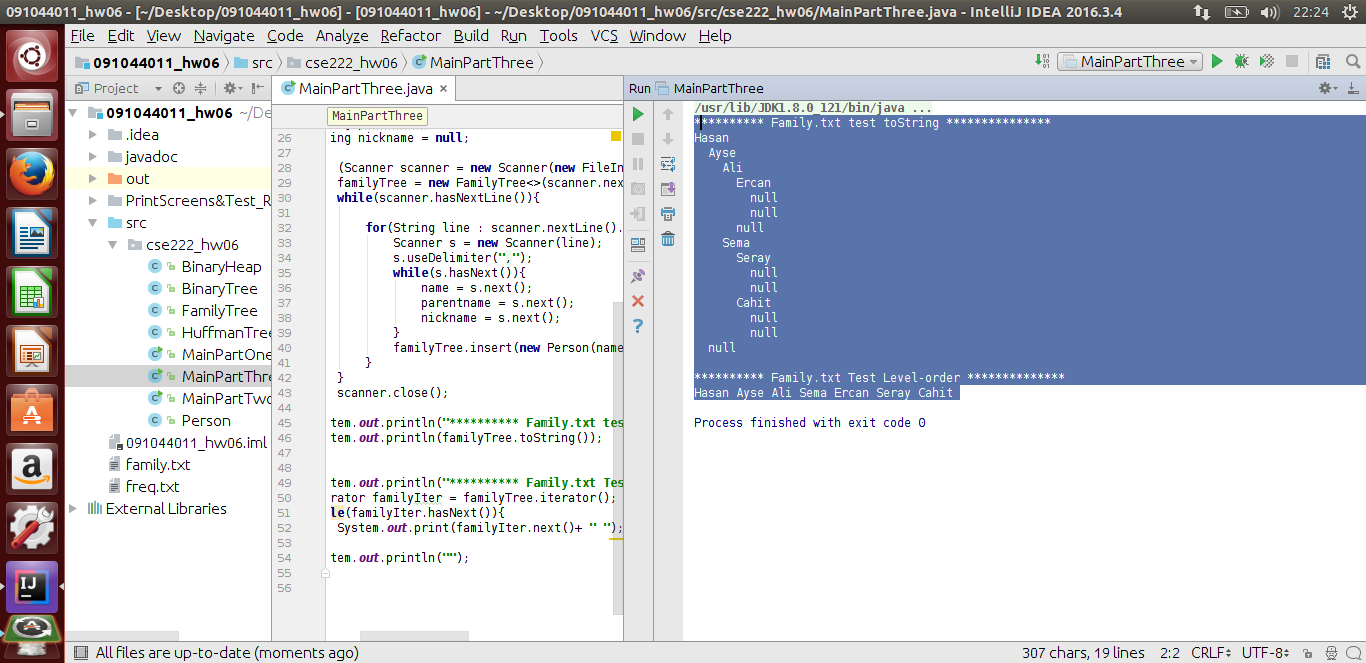 091044011_hw06 - [~/Desktop/091044011_hw06] - [091044011_hw06] - ~/Desktop/091044011_hw06/src/cse222_hw06/MainPartThree.java - IntelliJ IDEA 2016.3.4
22:24
File Edit View Navigate Code Analyze Refactor Build Run Tools VCS Window Help
091044011_hw06 src cse222_hw06 MainPartThree
MainPartThree
Project
MainPartThree.java
Run MainPartThree
091044011_hw06 ~/De
.idea
javadoc
out
PrintScreens&Test_R
src
cse222_hw06
BinaryHeap
BinaryTree
FamilyTree
HuffmanTree
MainPartOne
MainPartThre
MainPartTwo
Person
091044011_hw06.iml
family.txt
freq.txt
External Libraries
MainPartThree
26 ing nickname = null;
27
28 (Scanner scanner = new Scanner(new FileIn
29 familyTree = new FamilyTree<>(scanner.nex
30 while(scanner.hasNextLine()){
31
32 for(String line : scanner.nextLine().
33 Scanner s = new Scanner(line);
34 s.useDelimiter(",");
35 while(s.hasNext()){
36 name = s.next();
37 parentname = s.next();
38 nickname = s.next();
39 }
40 familyTree.insert(new Person(name
41 }
42 }
43 scanner.close();
44
45 tem.out.println("********** Family.txt tes
46 tem.out.println(familyTree.toString());
47
48
49 tem.out.println("********** Family.txt Tes
50 rator familyIter = familyTree.iterator();
51 le(familyIter.hasNext()){
52 System.out.print(familyIter.next()+ " ");
53
54 tem.out.println("");
55
56
/usr/lib/JDK1.8.0_121/bin/java ...
********** Family.txt test toString ***************
Hasan
Ayse
Ali
Ercan
null
null
null
Sema
Seray
null
null
Cahit
null
null
null
********** Family.txt Test Level-order **************
Hasan Ayse Ali Sema Ercan Seray Cahit
Process finished with exit code 0
All files are up-to-date (moments ago)
307 chars, 19 lines 2:2 CRLF UTF-8